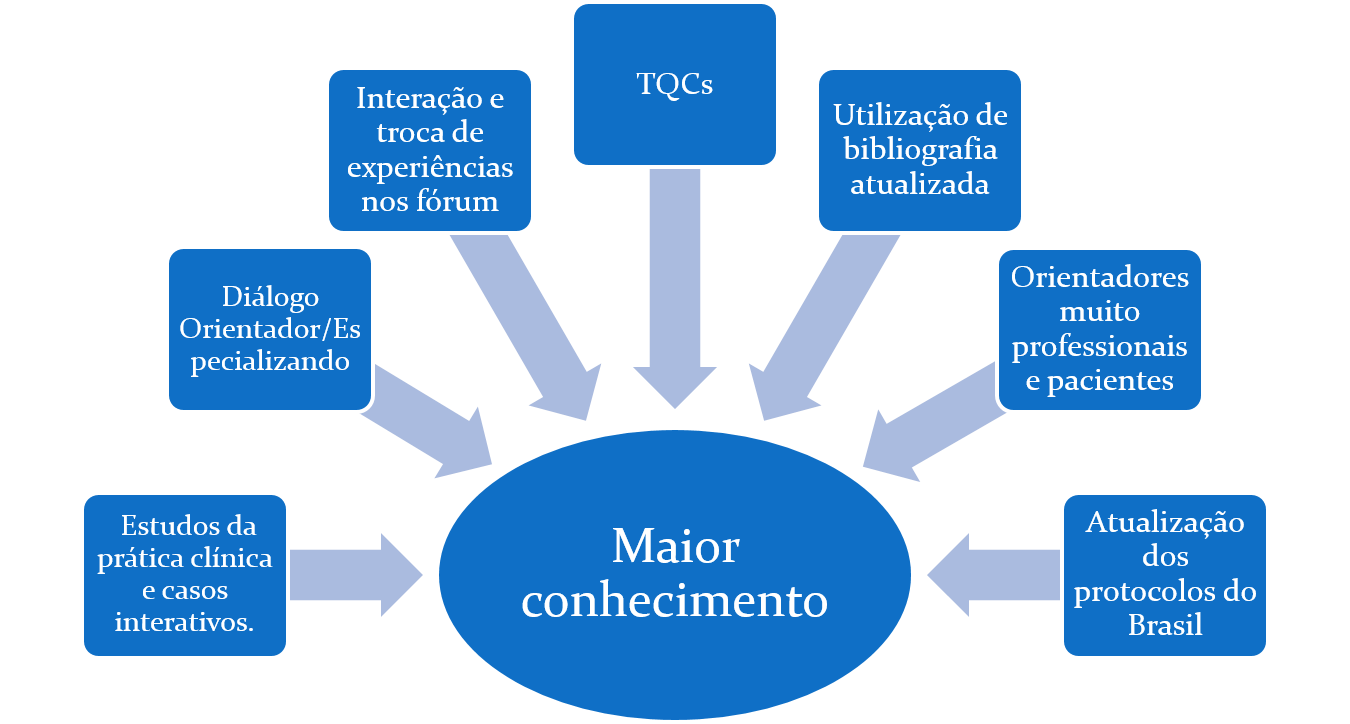 TQCs
Interação e
troca de
experiências
nos fórum
Utilização de
bibliografia
atualizada
Diálogo
Orientador/Es
pecializando
Orientadores
muito
professionais
e pacientes
Estudos da
prática clínica
e casos
interativos.
Maior
conhecimento
Atualização
dos
protocolos do
Brasil